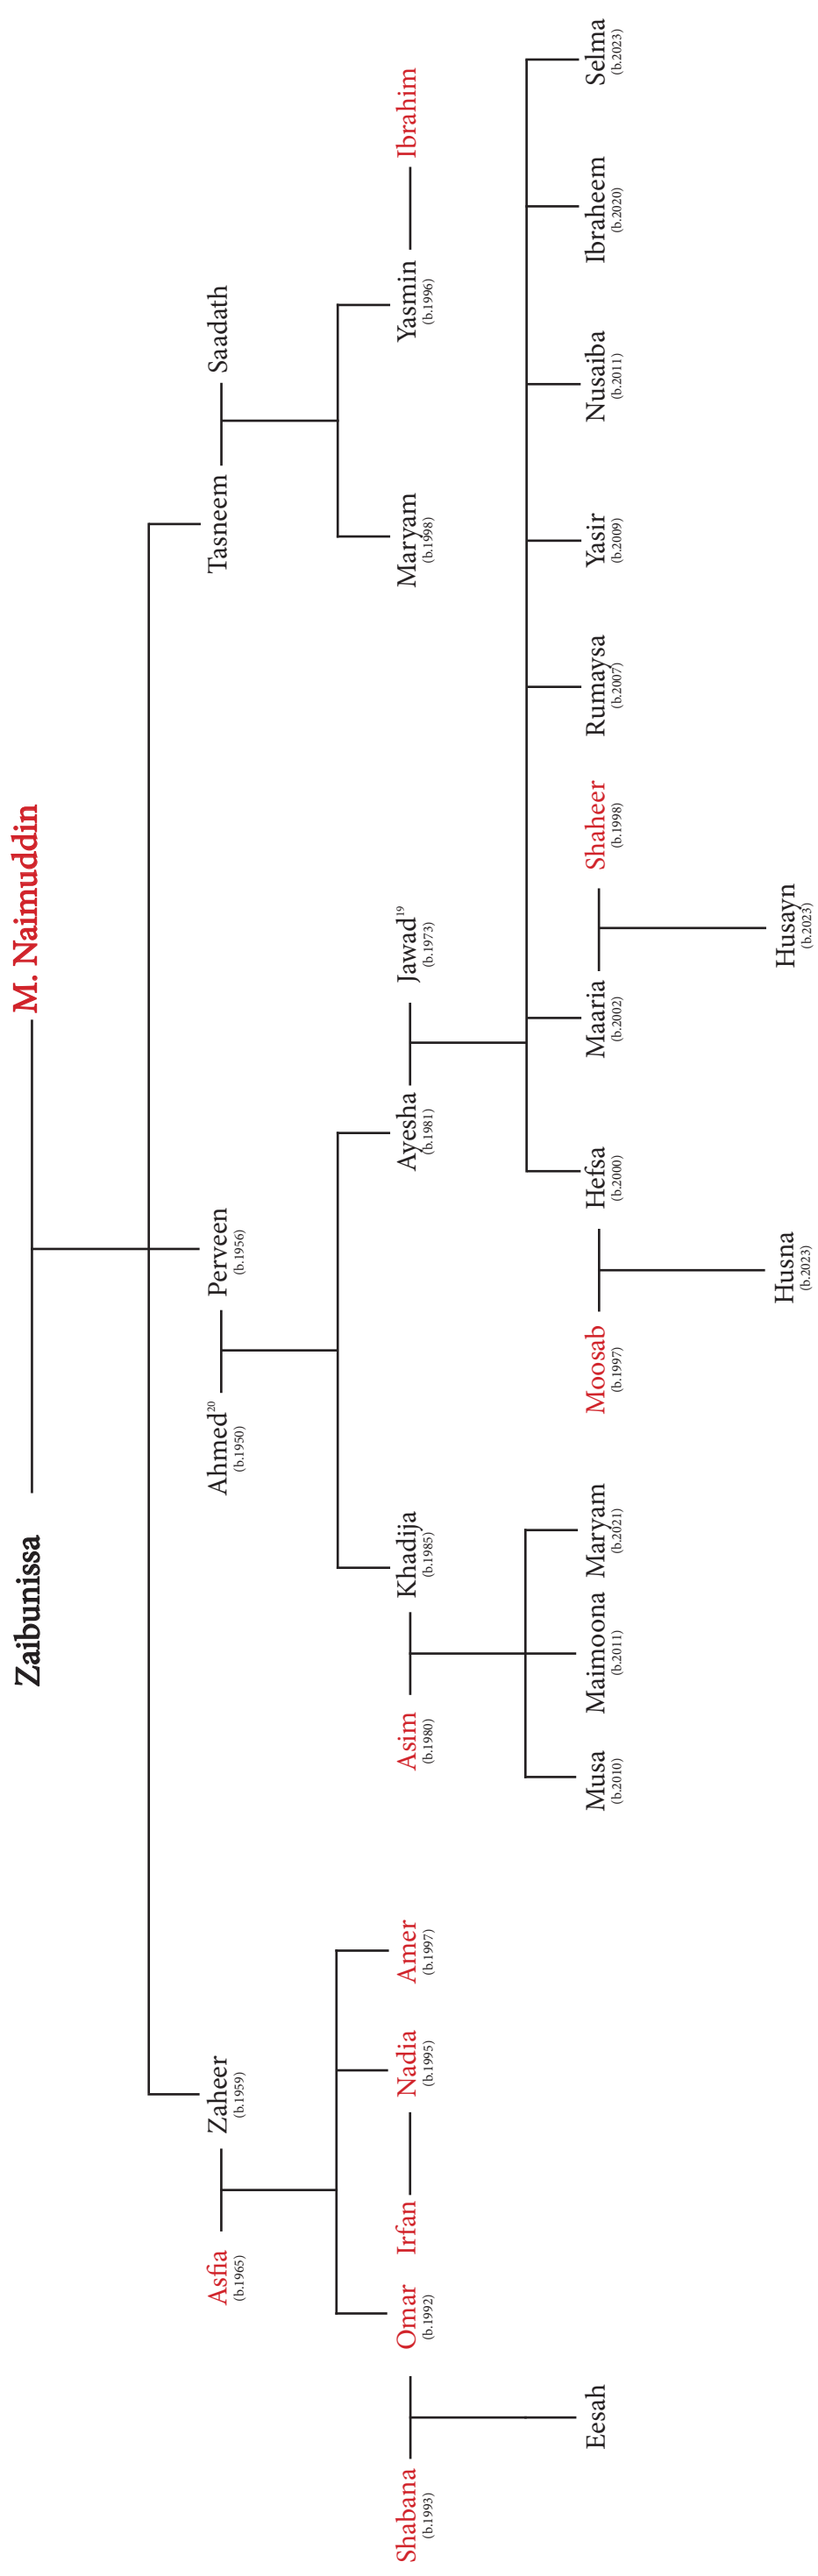 Zaibunissa M. Naimuddin
Asfia Zaheer Ahmed20 Perveen Tasneem Saadath
(b.1965) (b.1959) (b.1950) (b.1956)
Shabana Omar Irfan Nadia Amer Asim Khadija Ayesha Jawad19 Maryam Yasmin Ibrahim
(b.1993) (b.1992) (b.1995) (b.1997) (b.1980) (b.1985) (b.1981) (b.1973) (b.1998) (b.1996)
Eesah Musa Maimoona Maryam Moosab Hefsa Maaria Shaheer Rumaysa Yasir Nusaiba Ibraheem Selma
(b.2010) (b.2011) (b.2021) (b.1997) (b.2000) (b.2002) (b.1998) (b.2007) (b.2009) (b.2011) (b.2020) (b.2023)
Husna Husayn
(b.2023) (b.2023)